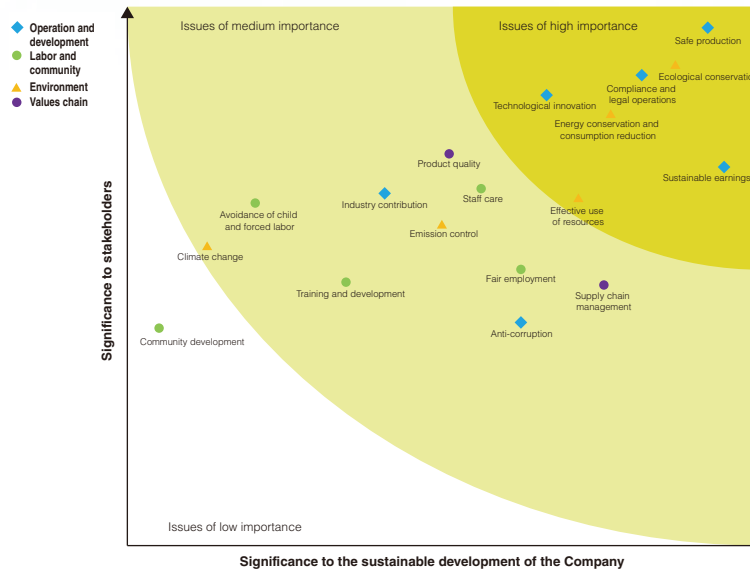 Operation and
development
Labor and
community
Environment
Values chain
Issues of medium importance
Issues of high importance
Safe production
Ecological conservatio
Compliance and
legal operations
Technological innovation
Energy conservation and
consumption reduction
Product quality
Sustainable earnings
Staff care
Industry contribution
Avoidance of child
and forced labor
Effective use
of resources
Emission control
Climate change
Fair employment
Training and development
Supply chain
management
Anti-corruption
Community development
Significance to stakeholders
Issues of low importance
Significance to the sustainable development of the Company